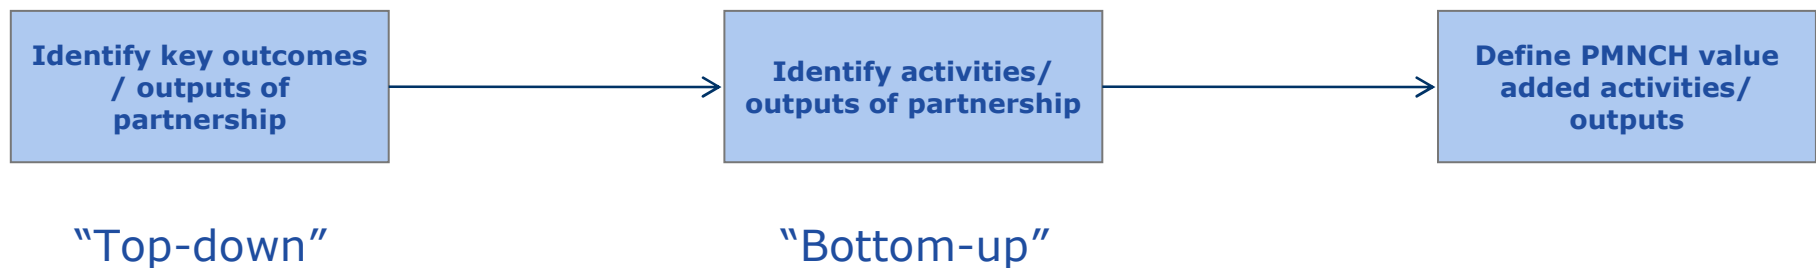 Identify key outcomes
/ outputs of
partnership
Identify activities/
outputs of partnership
Define PMNCH value
added activities/
outputs
“Top-down”
“Bottom-up”